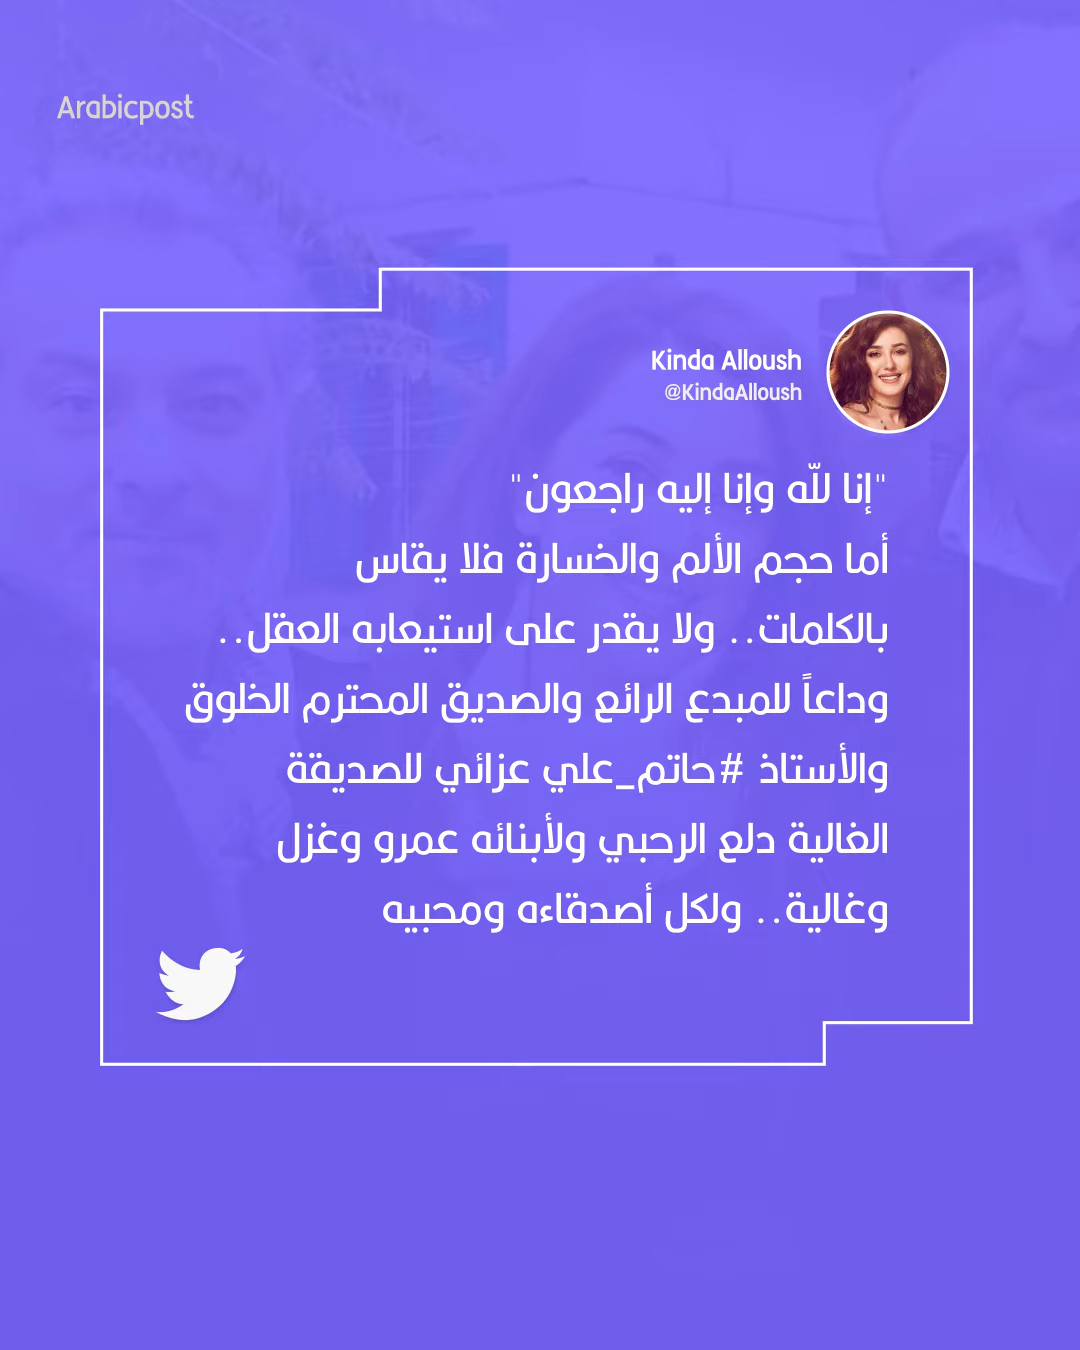 Arabicpost
Kinda Alloush
@KindaAlloush
"إنا للّه وإنا إليه راجعون"
أما حجم الألم والخسارة فلا يقاس
بالكلمات.. ولا يقدر على استيعابه العقل..
وداعاً للمبدع الرائع والصديق المحترم الخلوق
والأستاذ #حاتم_علي عزائي للصديقة
الغالية دلع الرحبي ولأبنائه عمرو وغزل
وغالية.. ولكل أصدقاءه ومحبيه